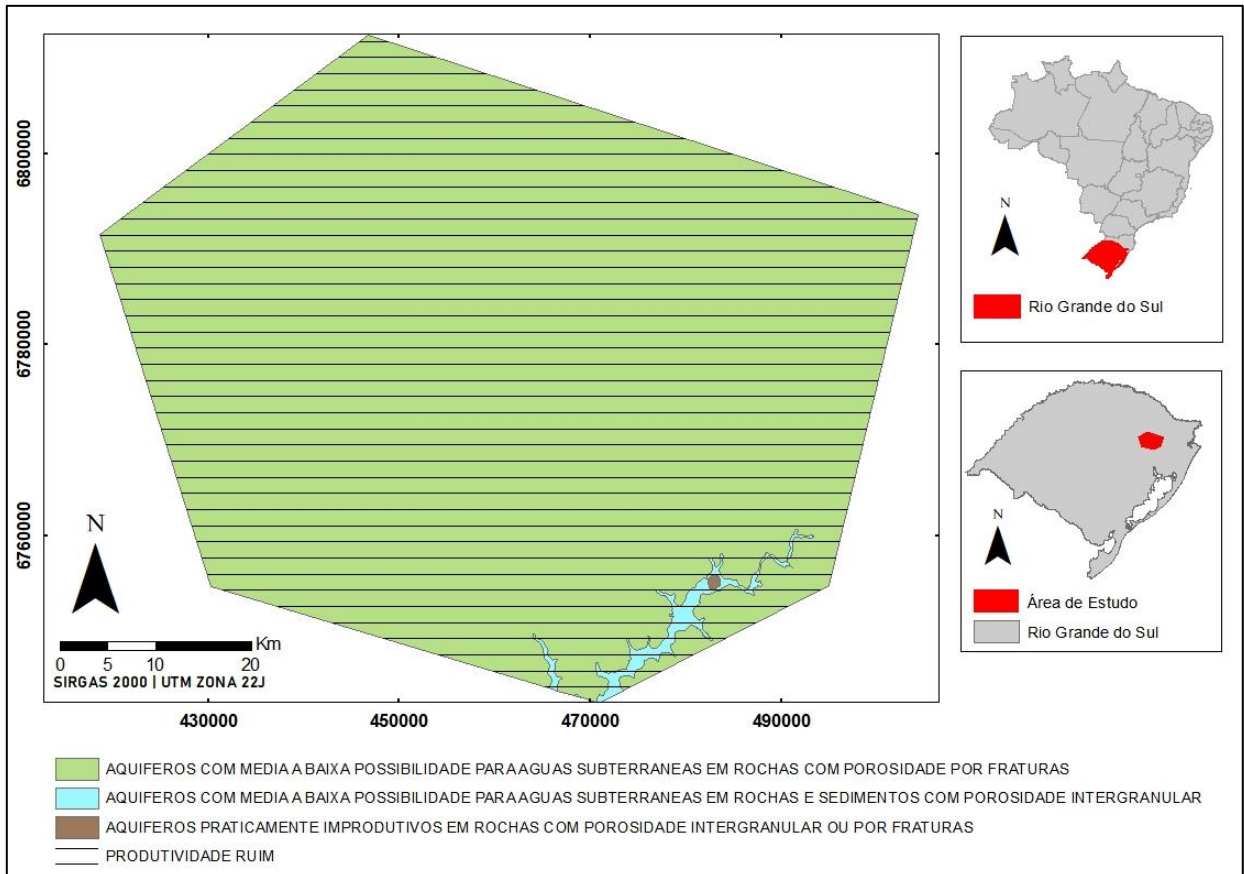 6800000
6780000
6760000
N
0 5 10 20 Km
SIRGAS 2000 | UTM ZONA 22J
430000 450000 470000 490000
N
Rio Grande do Sul
N
Área de Estudo
Rio Grande do Sul
AQUIFEROS COM MEDIA A BAIXA POSSIBILIDADE PARA AGUAS SUBTERRANEAS EM ROCHAS COM POROSIDADE POR FRATURAS
AQUIFEROS COM MEDIA A BAIXA POSSIBILIDADE PARA AGUAS SUBTERRANEAS EM ROCHAS E SEDIMENTOS COM POROSIDADE INTERGRANULAR
AQUIFEROS PRATICAMENTE IMPRODUTIVOS EM ROCHAS COM POROSIDADE INTERGRANULAR OU POR FRATURAS
PRODUTIVIDADE RUIM